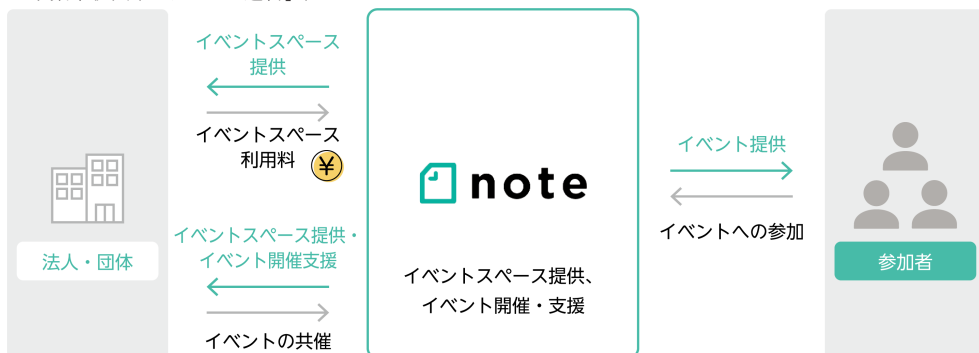 イベントスペース
提供
イベントスペース
利用料
¥
イベントスペース提供・
イベント開催支援
イベントの共催
法人・団体
note
イベントスペース提供、
イベント開催・支援
イベント提供
イベントへの参加
参加者